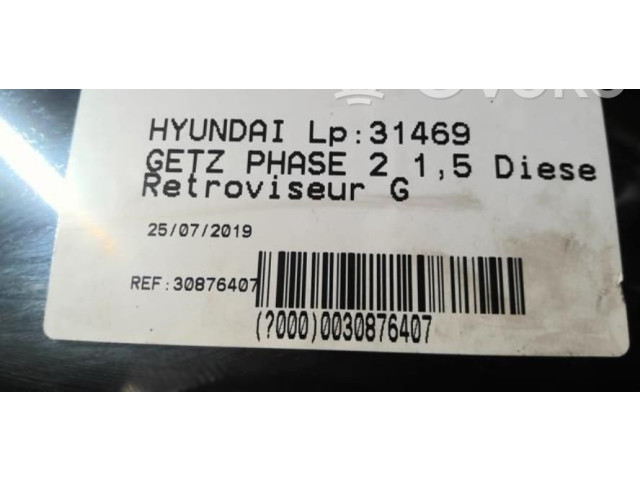 HYUNDAI Lp:31469
GETZ PHASE 2 1,5 Diese
Retroviseur G
25/07/2019
REF:30876407
(?000)0030876407